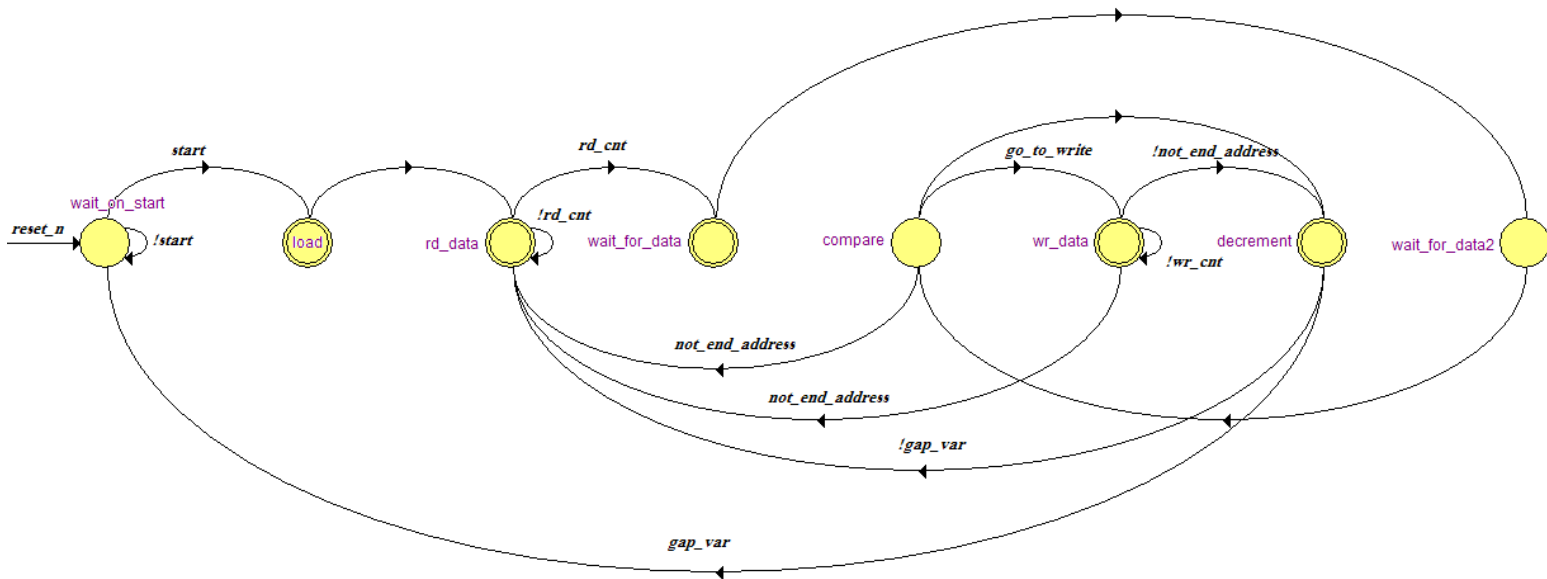 start
rd_cnt
go_to_write
!not_end_address
wait_on_start
reset_n
!start
load
rd_data
!rd_cnt
wait_for_data
compare
wr_data
!wr_cnt
decrement
wait_for_data2
not_end_address
not_end_address
!gap_var
gap_var